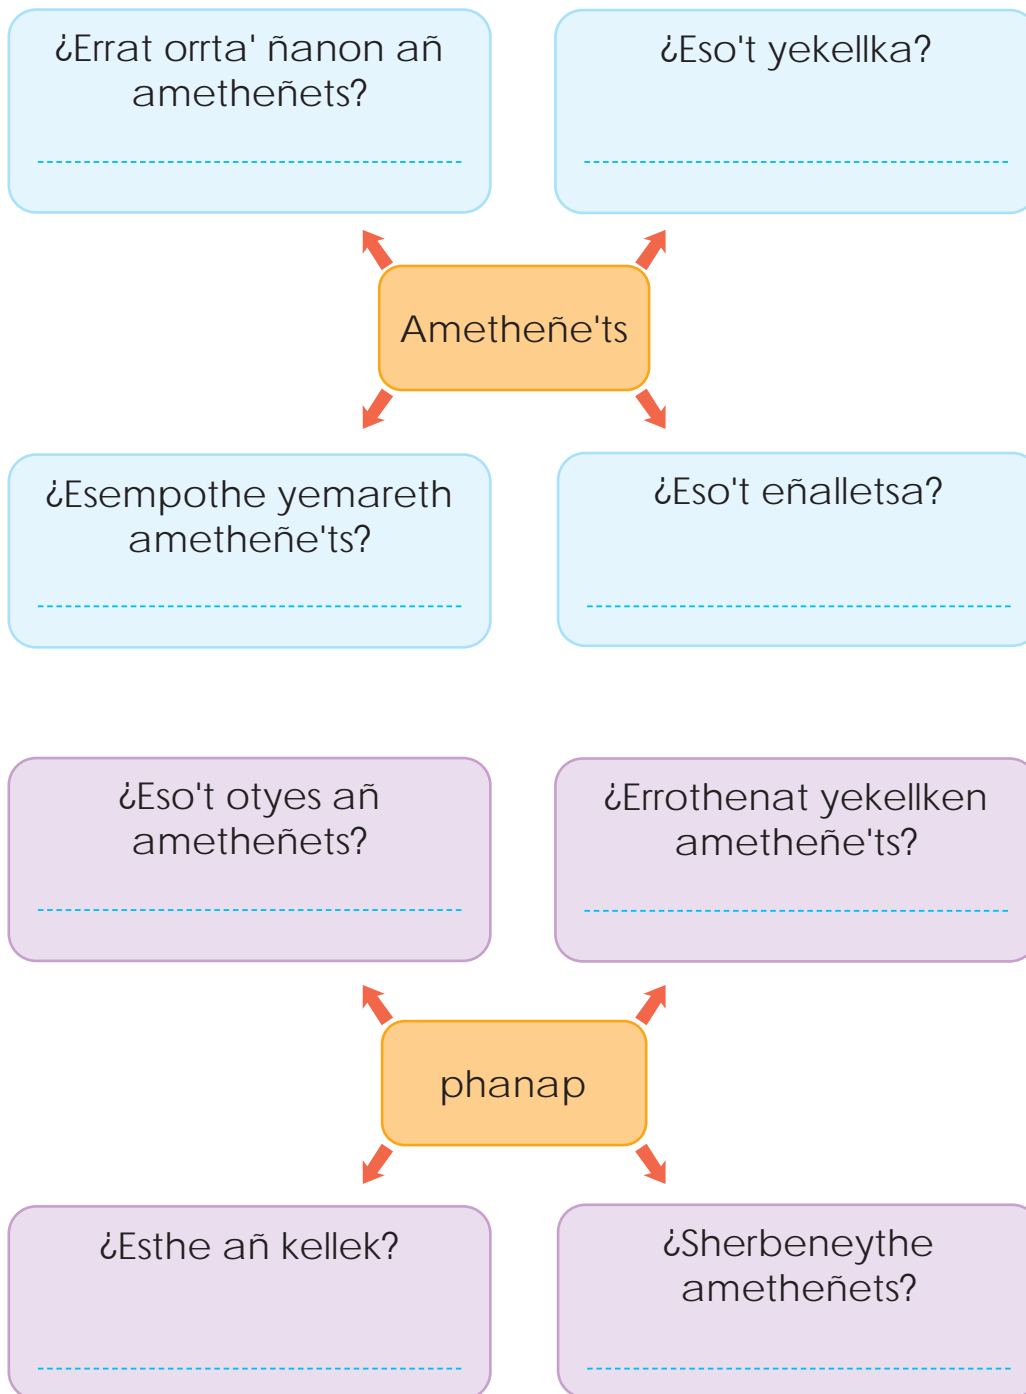 ¿Errat orrta' ñanon añ
ametheñets?
¿Eso't yekellka?
Ametheñe'ts
¿Esempothe yemareth
ametheñe'ts?
¿Eso't eñalletsa?
¿Eso't otyes añ
ametheñets?
¿Errothenat yekellken
ametheñe'ts?
phanap
¿Esthe añ kellek?
¿Sherbeneythe
ametheñets?